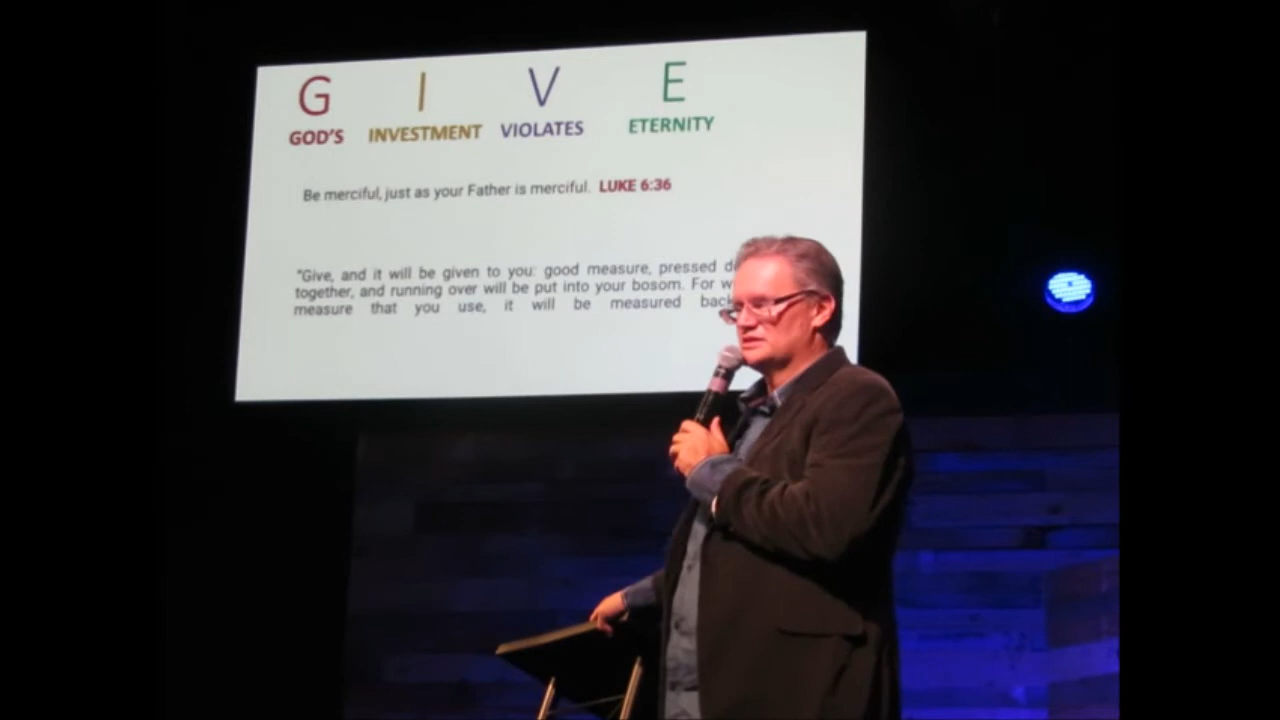 G I V E
GOD'S INVESTMENT VIOLATES ETERNITY
Be merciful, just as your Father is merciful. LUKE 6:36
"Give, and it will be given to you: good measure, pressed
together, and running over will be put into your bosom. For
measure that you use, it will be measured back